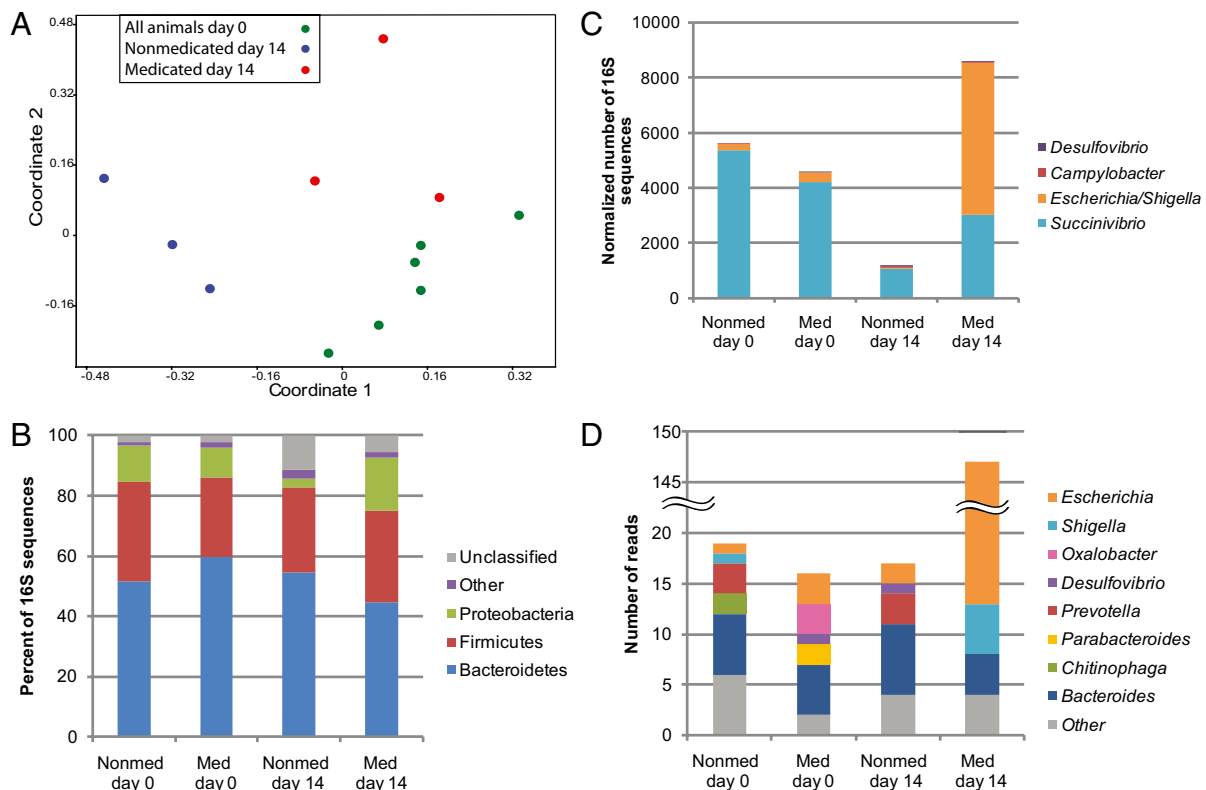 A
All animals day 0
Nonmedicated day 14
Medicated day 14
0.48
0.32
0.16
0
-0.16
Coordinate 2
-0.48
-0.32
-0.16
0
0.16
0.32
Coordinate 1
C
10000
8000
6000
4000
2000
0
Normalized number of 16S
sequences
Nonmed
day 0
Med
day 0
Nonmed
day 14
Med
day 14
Desulfovibrio
Campylobacter
Escherichia/Shigella
Succinivibrio
B
100
80
60
40
20
0
Percent of 16S sequences
Nonmed
day 0
Med
day 0
Nonmed
day 14
Med
day 14
Unclassified
Other
Proteobacteria
Firmicutes
Bacteroidetes
D
150
145
20
15
10
5
0
Number of reads
Nonmed
day 0
Med
day 0
Nonmed
day 14
Med
day 14
Escherichia
Shigella
Oxalobacter
Desulfovibrio
Prevotella
Parabacteroides
Chitinophaga
Bacteroides
Other